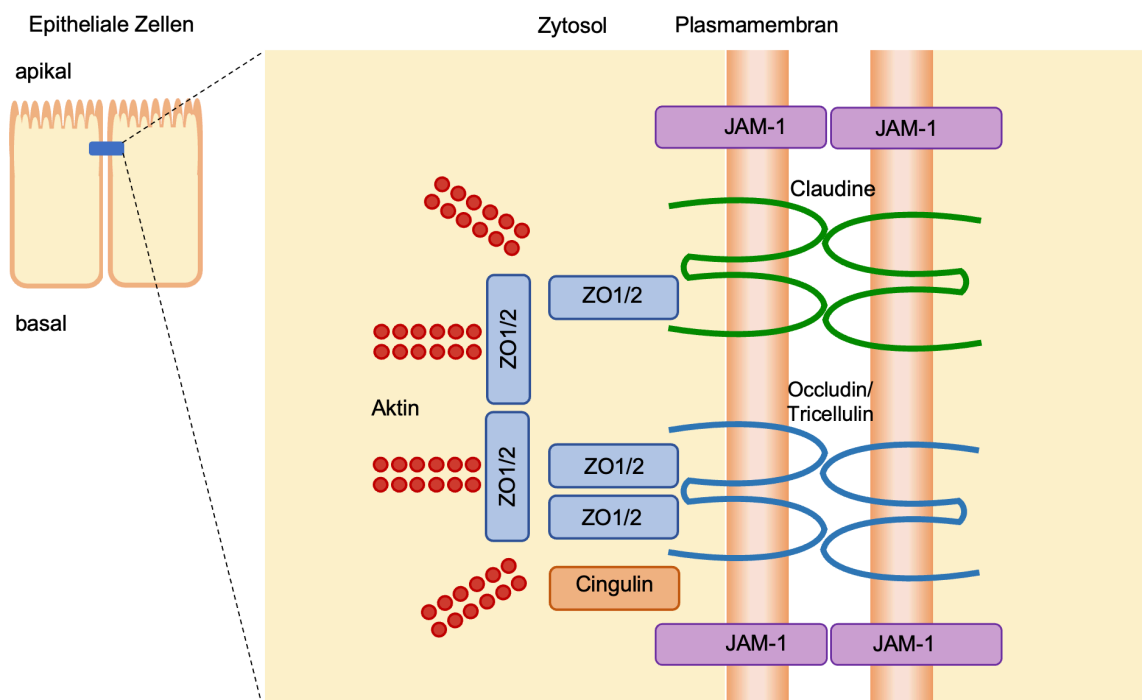 Epitheliale Zellen
Zytosol
Plasmamembran
apikal
basal
JAM-1
JAM-1
Claudine
ZO1/2
ZO1/2
Aktin
Occludin/
Tricellulin
ZO1/2
ZO1/2
ZO1/2
Cingulin
JAM-1
JAM-1